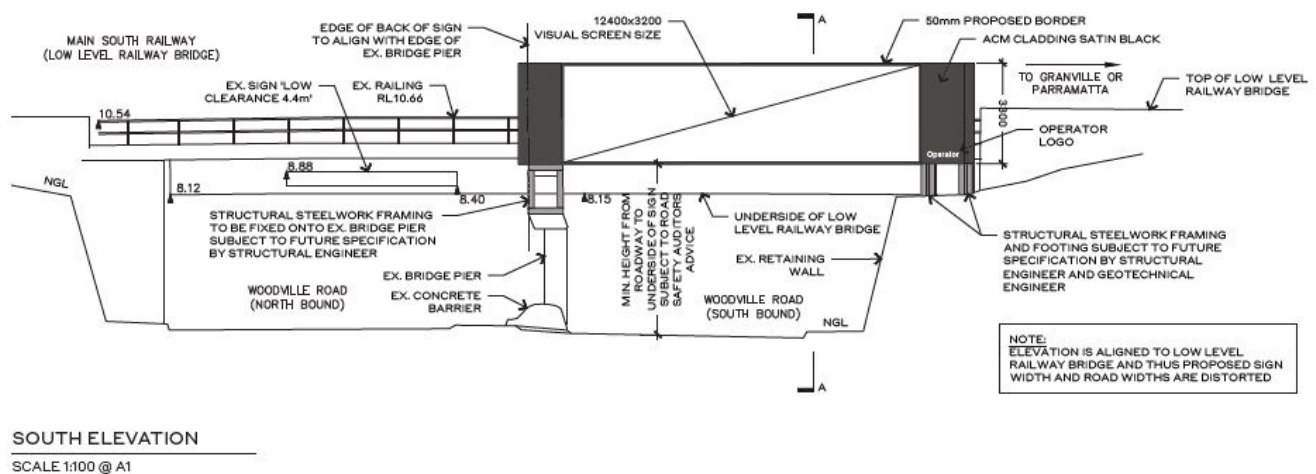 MAIN SOUTH RAILWAY
(LOW LEVEL RAILWAY BRIDGE)
EDGE OF BACK OF SIGN
TO ALIGN WITH EDGE OF
EX. BRIDGE PIER
12400x3200
VISUAL SCREEN SIZE
A
50mm PROPOSED BORDER
ACM CLADDING SATIN BLACK
TO GRANVILLE OR
PARRAMATTA
TOP OF LOW LEVEL
RAILWAY BRIDGE
EX. SIGN 'LOW
CLEARANCE 4.4m'
EX. RAILING
RL10.66
10.54
3300
OPERATOR
LOGO
Operator
NGL
8.88
8.12
8.40
8.15
STRUCTURAL STEELWORK FRAMING
TO BE FIXED ONTO EX. BRIDGE PIER
SUBJECT TO FUTURE SPECIFICATION
BY STRUCTURAL ENGINEER
MIN. HEIGHT FROM
ROADWAY TO
UNDERSIDE OF SIGN
SUBJECT TO ROAD
SAFETY AUDITORS
ADVICE
UNDERSIDE OF LOW
LEVEL RAILWAY BRIDGE
EX. RETAINING
WALL
STRUCTURAL STEELWORK FRAMING
AND FOOTING SUBJECT TO FUTURE
SPECIFICATION BY STRUCTURAL
ENGINEER AND GEOTECHNICAL
ENGINEER
EX. BRIDGE PIER
WOODVILLE ROAD
(NORTH BOUND)
EX. CONCRETE
BARRIER
WOODVILLE ROAD
(SOUTH BOUND)
NGL
NOTE:
ELEVATION IS ALIGNED TO LOW LEVEL
RAILWAY BRIDGE AND THUS PROPOSED SIGN
WIDTH AND ROAD WIDTHS ARE DISTORTED
A
SOUTH ELEVATION
SCALE 1:100 @ A1